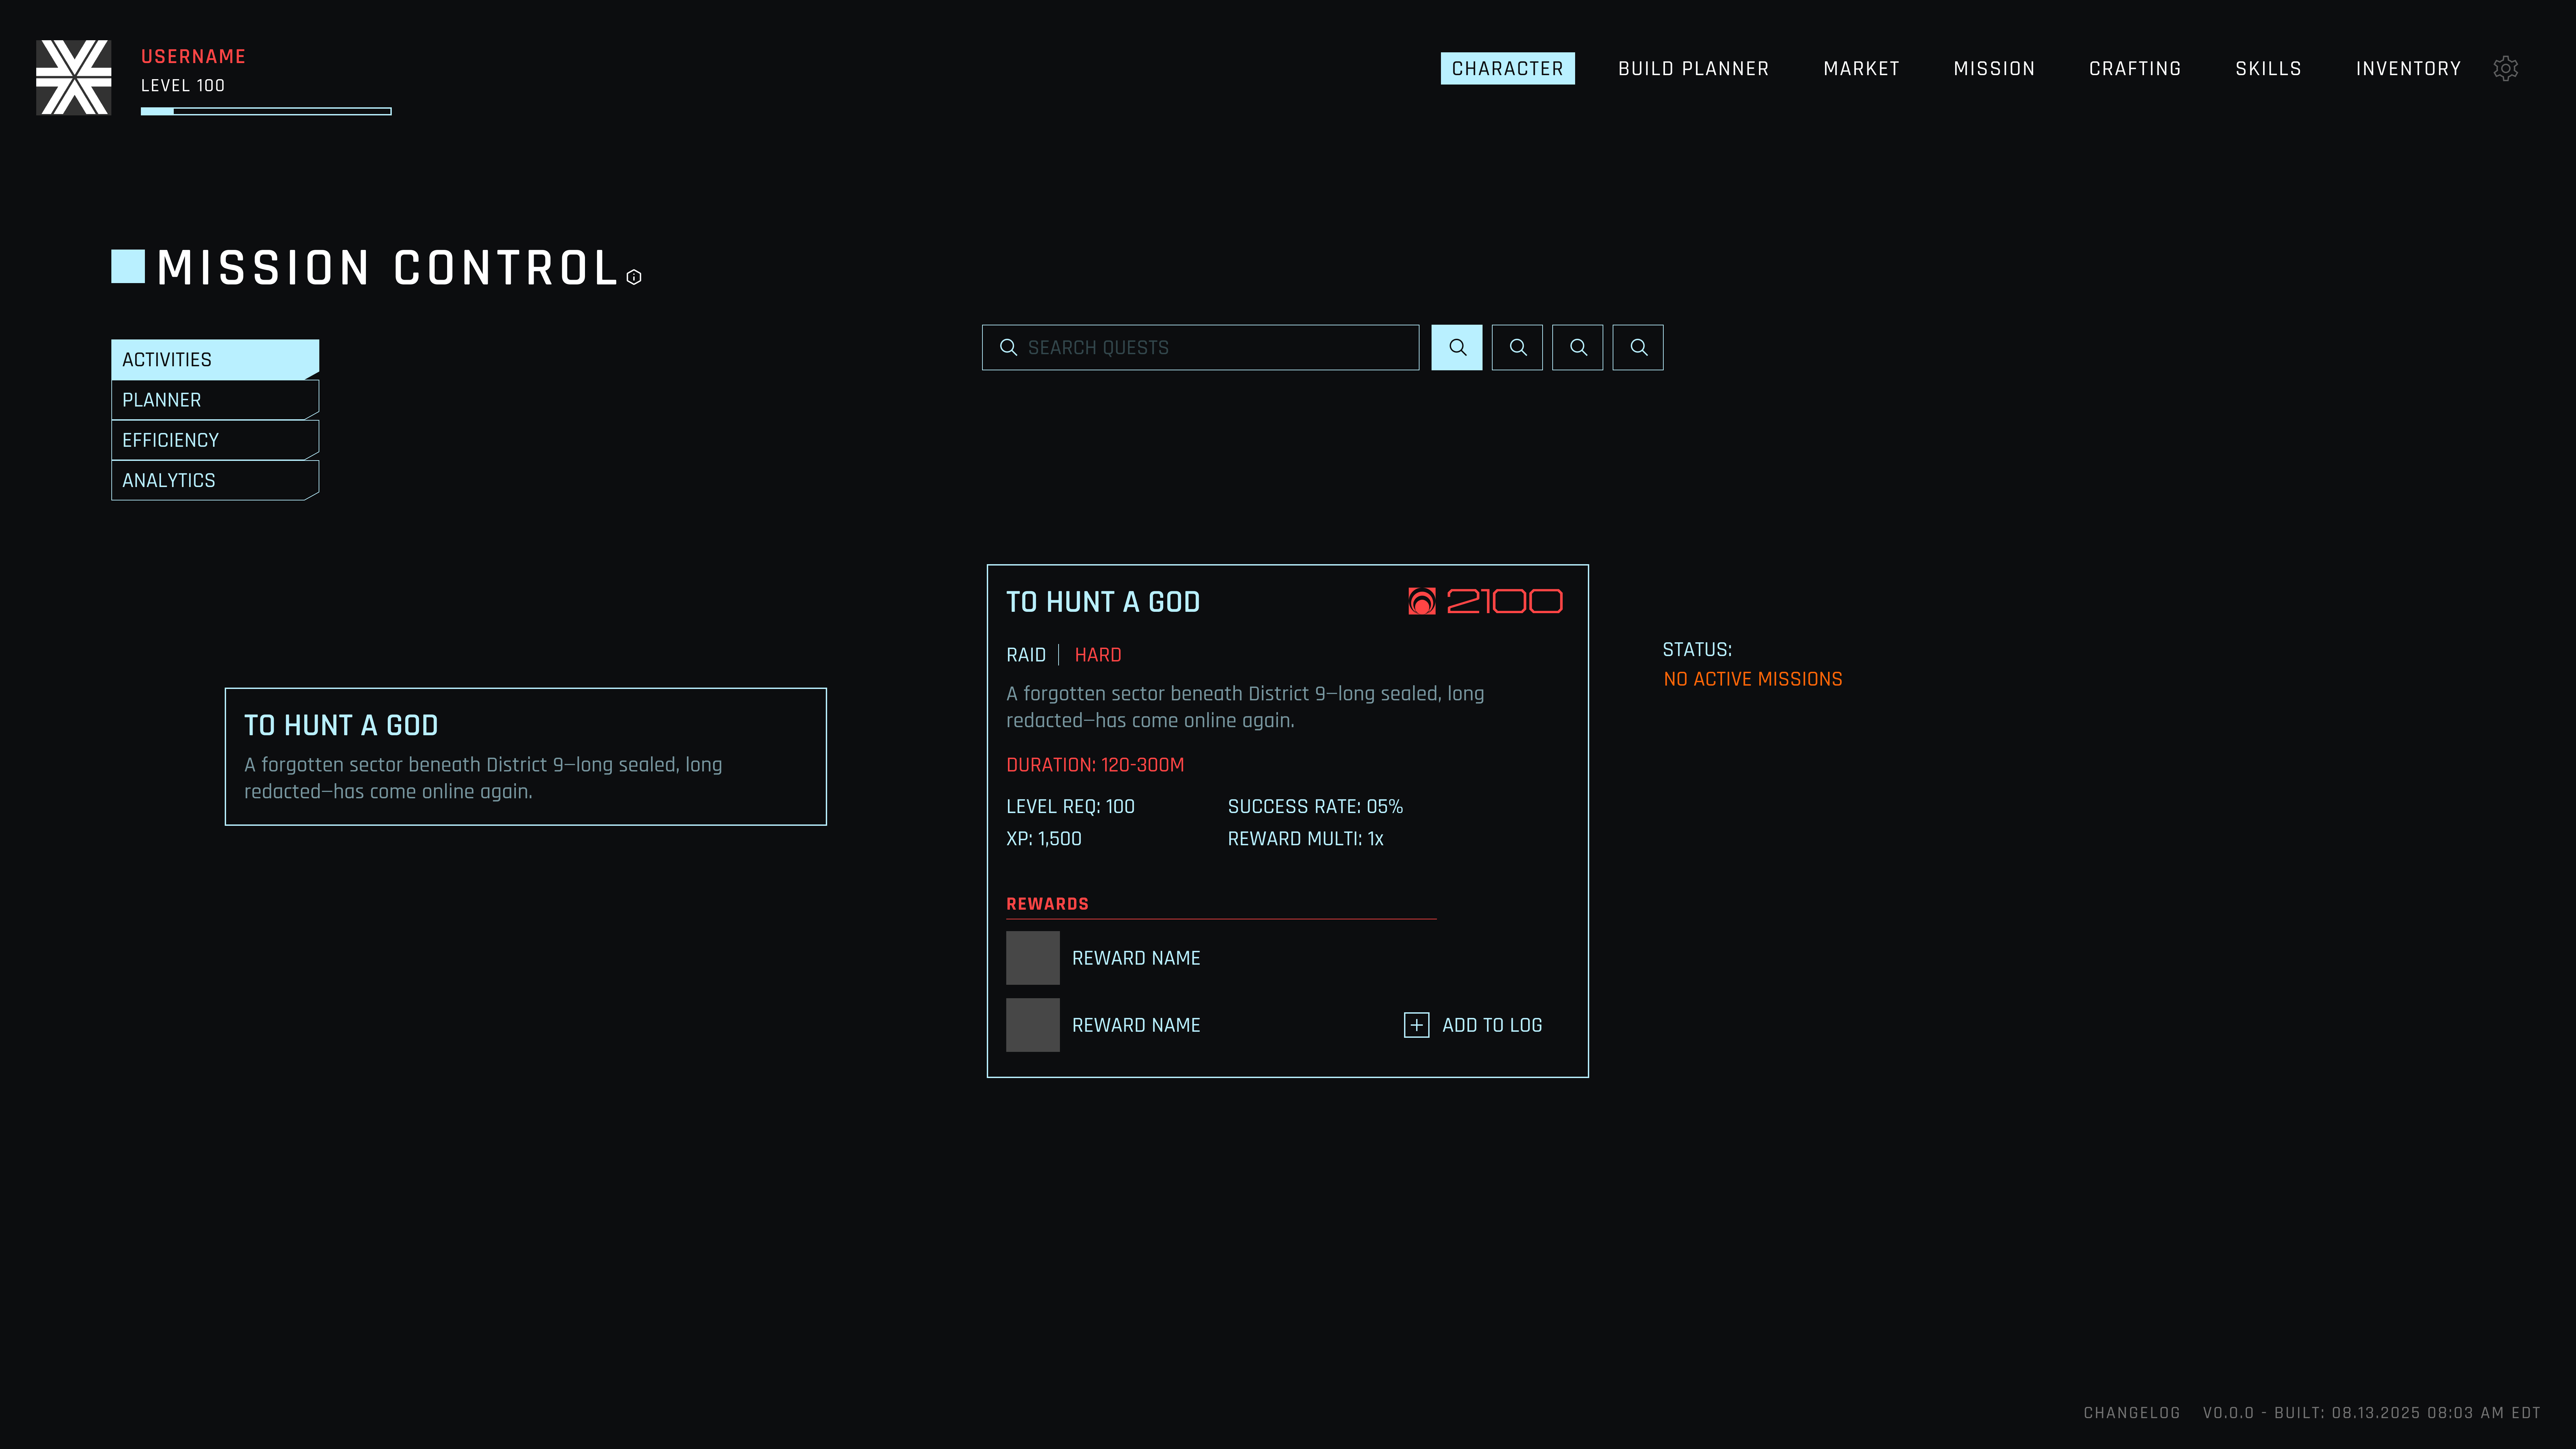 USERNAME
LEVEL 100
CHARACTER
BUILD PLANNER
MARKET
MISSION
CRAFTING
SKILLS
INVENTORY
MISSION CONTROL
ACTIVITIES
PLANNER
EFFICIENCY
ANALYTICS
SEARCH QUESTS
TO HUNT A GOD
A forgotten sector beneath District 9—long sealed, long
redacted—has come online again.
TO HUNT A GOD
2100
RAID
HARD
A forgotten sector beneath District 9—long sealed, long
redacted—has come online again.
DURATION: 120-300M
LEVEL REQ: 100
SUCCESS RATE: 05%
XP: 1,500
REWARD MULTI: 1x
REWARDS
REWARD NAME
REWARD NAME
ADD TO LOG
STATUS:
NO ACTIVE MISSIONS
CHANGELOG
V0.0.0 - BUILT: 08.13.2025 08:03 AM EDT